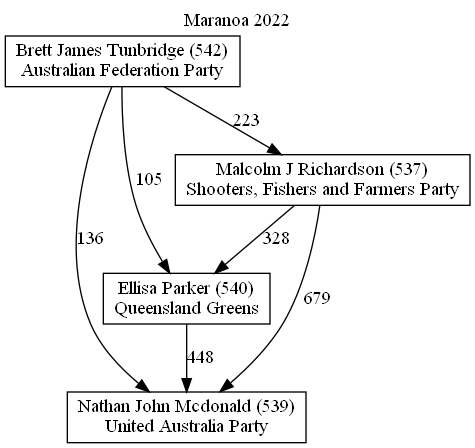 Maranoa 2022
Brett James Tunbridge (542)
Australian Federation Party
223
Malcolm J Richardson (537)
Shooters, Fishers and Farmers Party
105
136
328
Ellisa Parker (540)
Queensland Greens
679
448
Nathan John Mcdonald (539)
United Australia Party